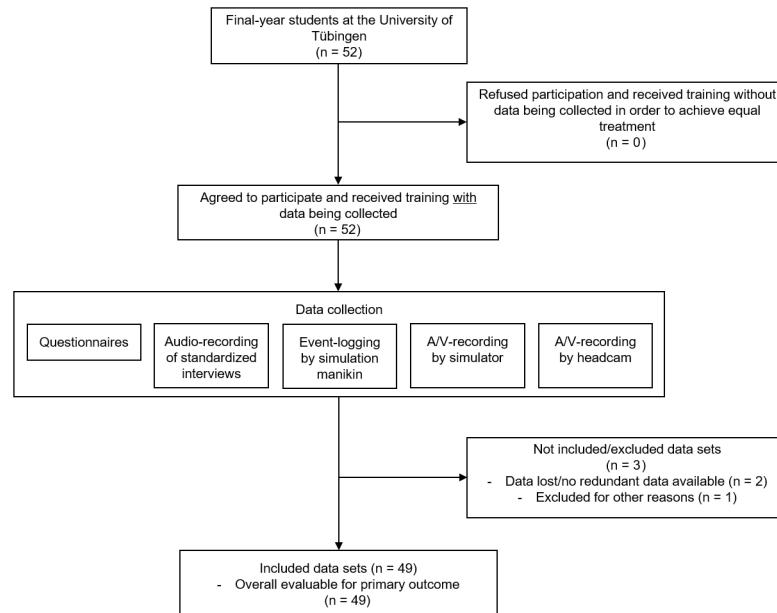 Final-year students at the University of
Tübingen
(n = 52)
Refused participation and received training without
data being collected in order to achieve equal
treatment
(n = 0)
Agreed to participate and received training with
data being collected
(n = 52)
Data collection
Questionnaires
Audio-recording
of standardized
interviews
Event-logging
by simulation
manikin
A/V-recording
by simulator
A/V-recording
by headcam
Not included/excluded data sets
(n = 3)
- Data lost/no redundant data available (n = 2)
- Excluded for other reasons (n = 1)
Included data sets (n = 49)
- Overall evaluable for primary outcome
(n = 49)